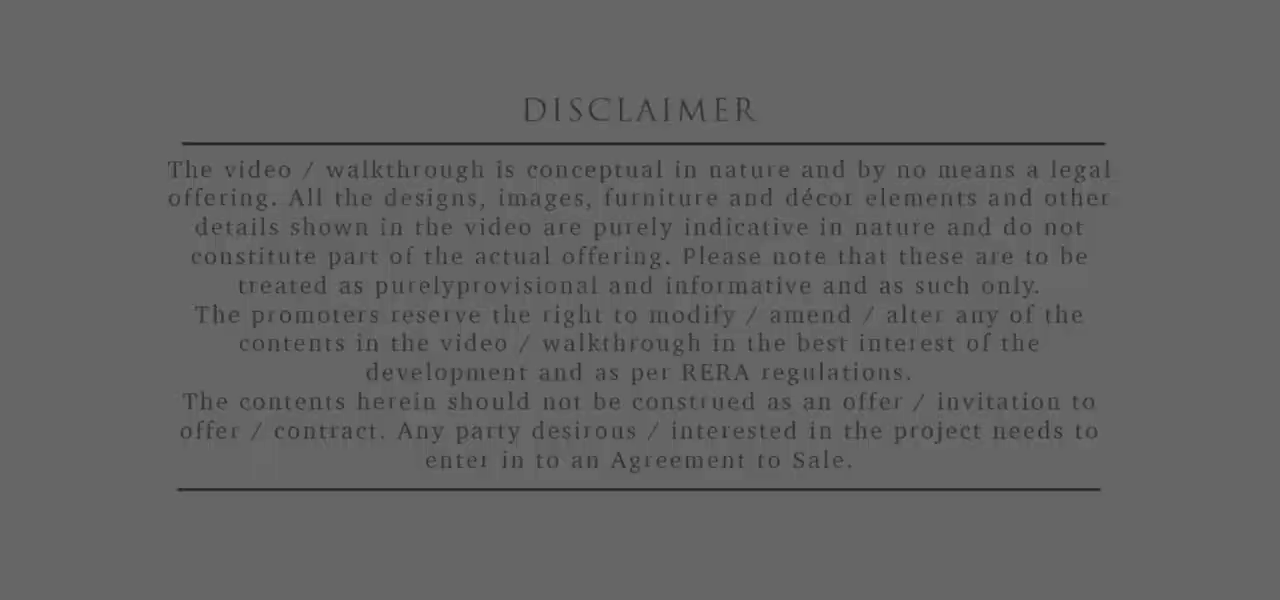 DISCLAIMER
The video / walkthrough is conceptual in nature and by no means a legal
offering. All the designs, images, furniture and décor elements and other
details shown in the video are purely indicative in nature and do not
constitute part of the actual offering. Please note that these are to be
treated as purelyprovisional and informative and as such only.
The promoters reserve the right to modify / amend / alter any of the
contents in the video / walkthrough in the best interest of the
development and as per RERA regulations.
The contents herein should not be construed as an offer / invitation to
offer / contract. Any party desirous / interested in the project needs to
enter in to an Agreement to Sale.